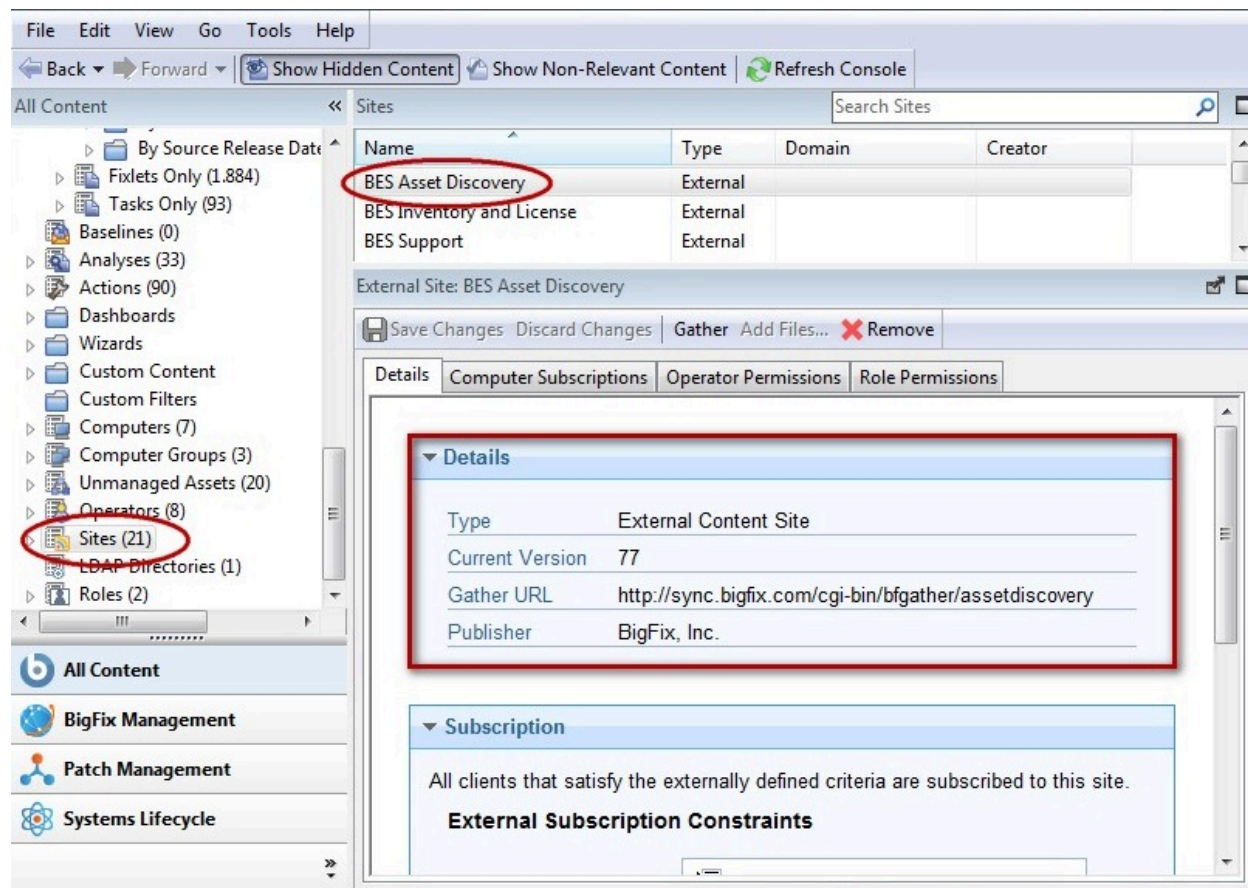 File Edit View Go Tools Help
Back Forward Show Hidden Content Show Non-Relevant Content Refresh Console
All Content
By Source Release Date
Fixlets Only (1.884)
Tasks Only (93)
Baselines (0)
Analyses (33)
Actions (90)
Dashboards
Wizards
Custom Content
Custom Filters
Computers (7)
Computer Groups (3)
Unmanaged Assets (20)
Operators (8)
Sites (21)
LDAP Directories (1)
Roles (2)
All Content
BigFix Management
Patch Management
Systems Lifecycle
Sites Search Sites
Name Type Domain Creator
BES Asset Discovery External
BES Inventory and License External
BES Support External
External Site: BES Asset Discovery
Save Changes Discard Changes Gather Add Files... Remove
Details Computer Subscriptions Operator Permissions Role Permissions
Details
Type External Content Site
Current Version 77
Gather URL http://sync.bigfix.com/cgi-bin/bfgather/assetdiscovery
Publisher BigFix, Inc.
Subscription
All clients that satisfy the externally defined criteria are subscribed to this site.
External Subscription Constraints